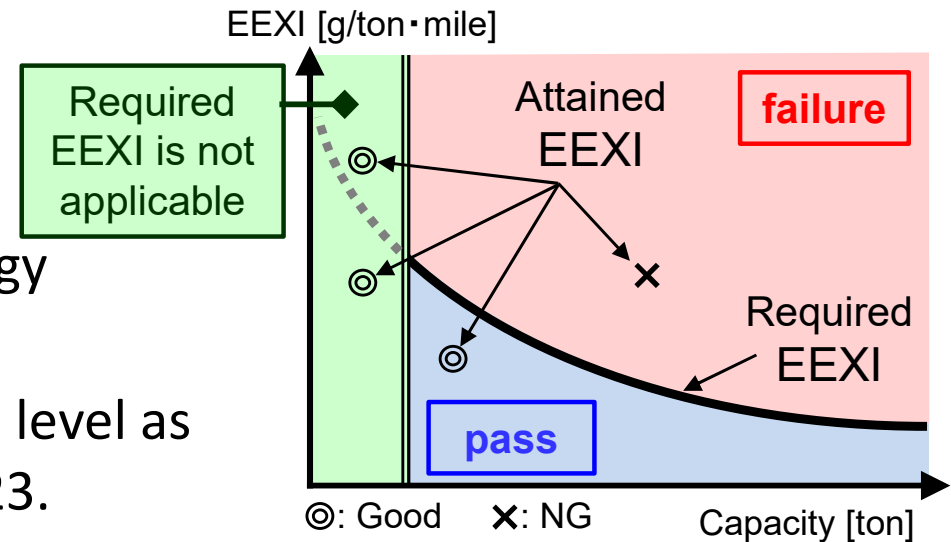 EEXI [g/ton・mile]
Required
EEXI is not
applicable
Attained
EEXI
failure
gy
Required
EEXI
level as
23.
pass
◎: Good ×: NG
Capacity [ton]